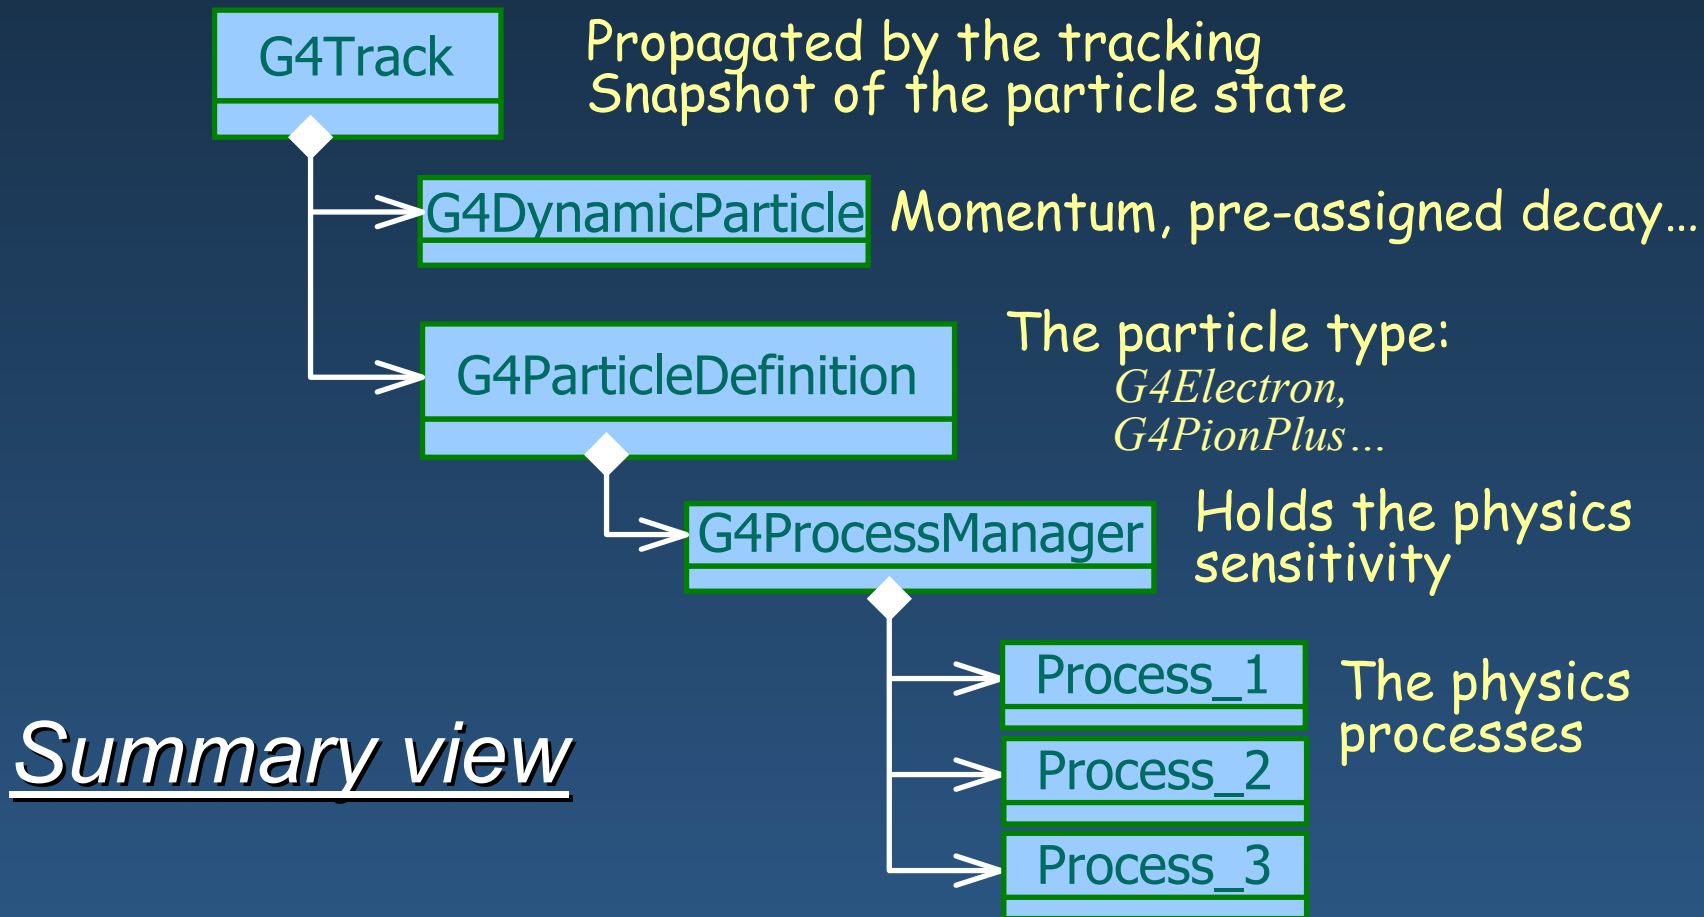 G4Track
Propagated by the tracking
Snapshot of the particle state
G4DynamicParticle
Momentum, pre-assigned decay…
G4ParticleDefinition
The particle type:
G4Electron,
G4PionPlus…
G4ProcessManager
Holds the physics
sensitivity
Process_1
The physics
processes
Process_2
Process_3
Summary view